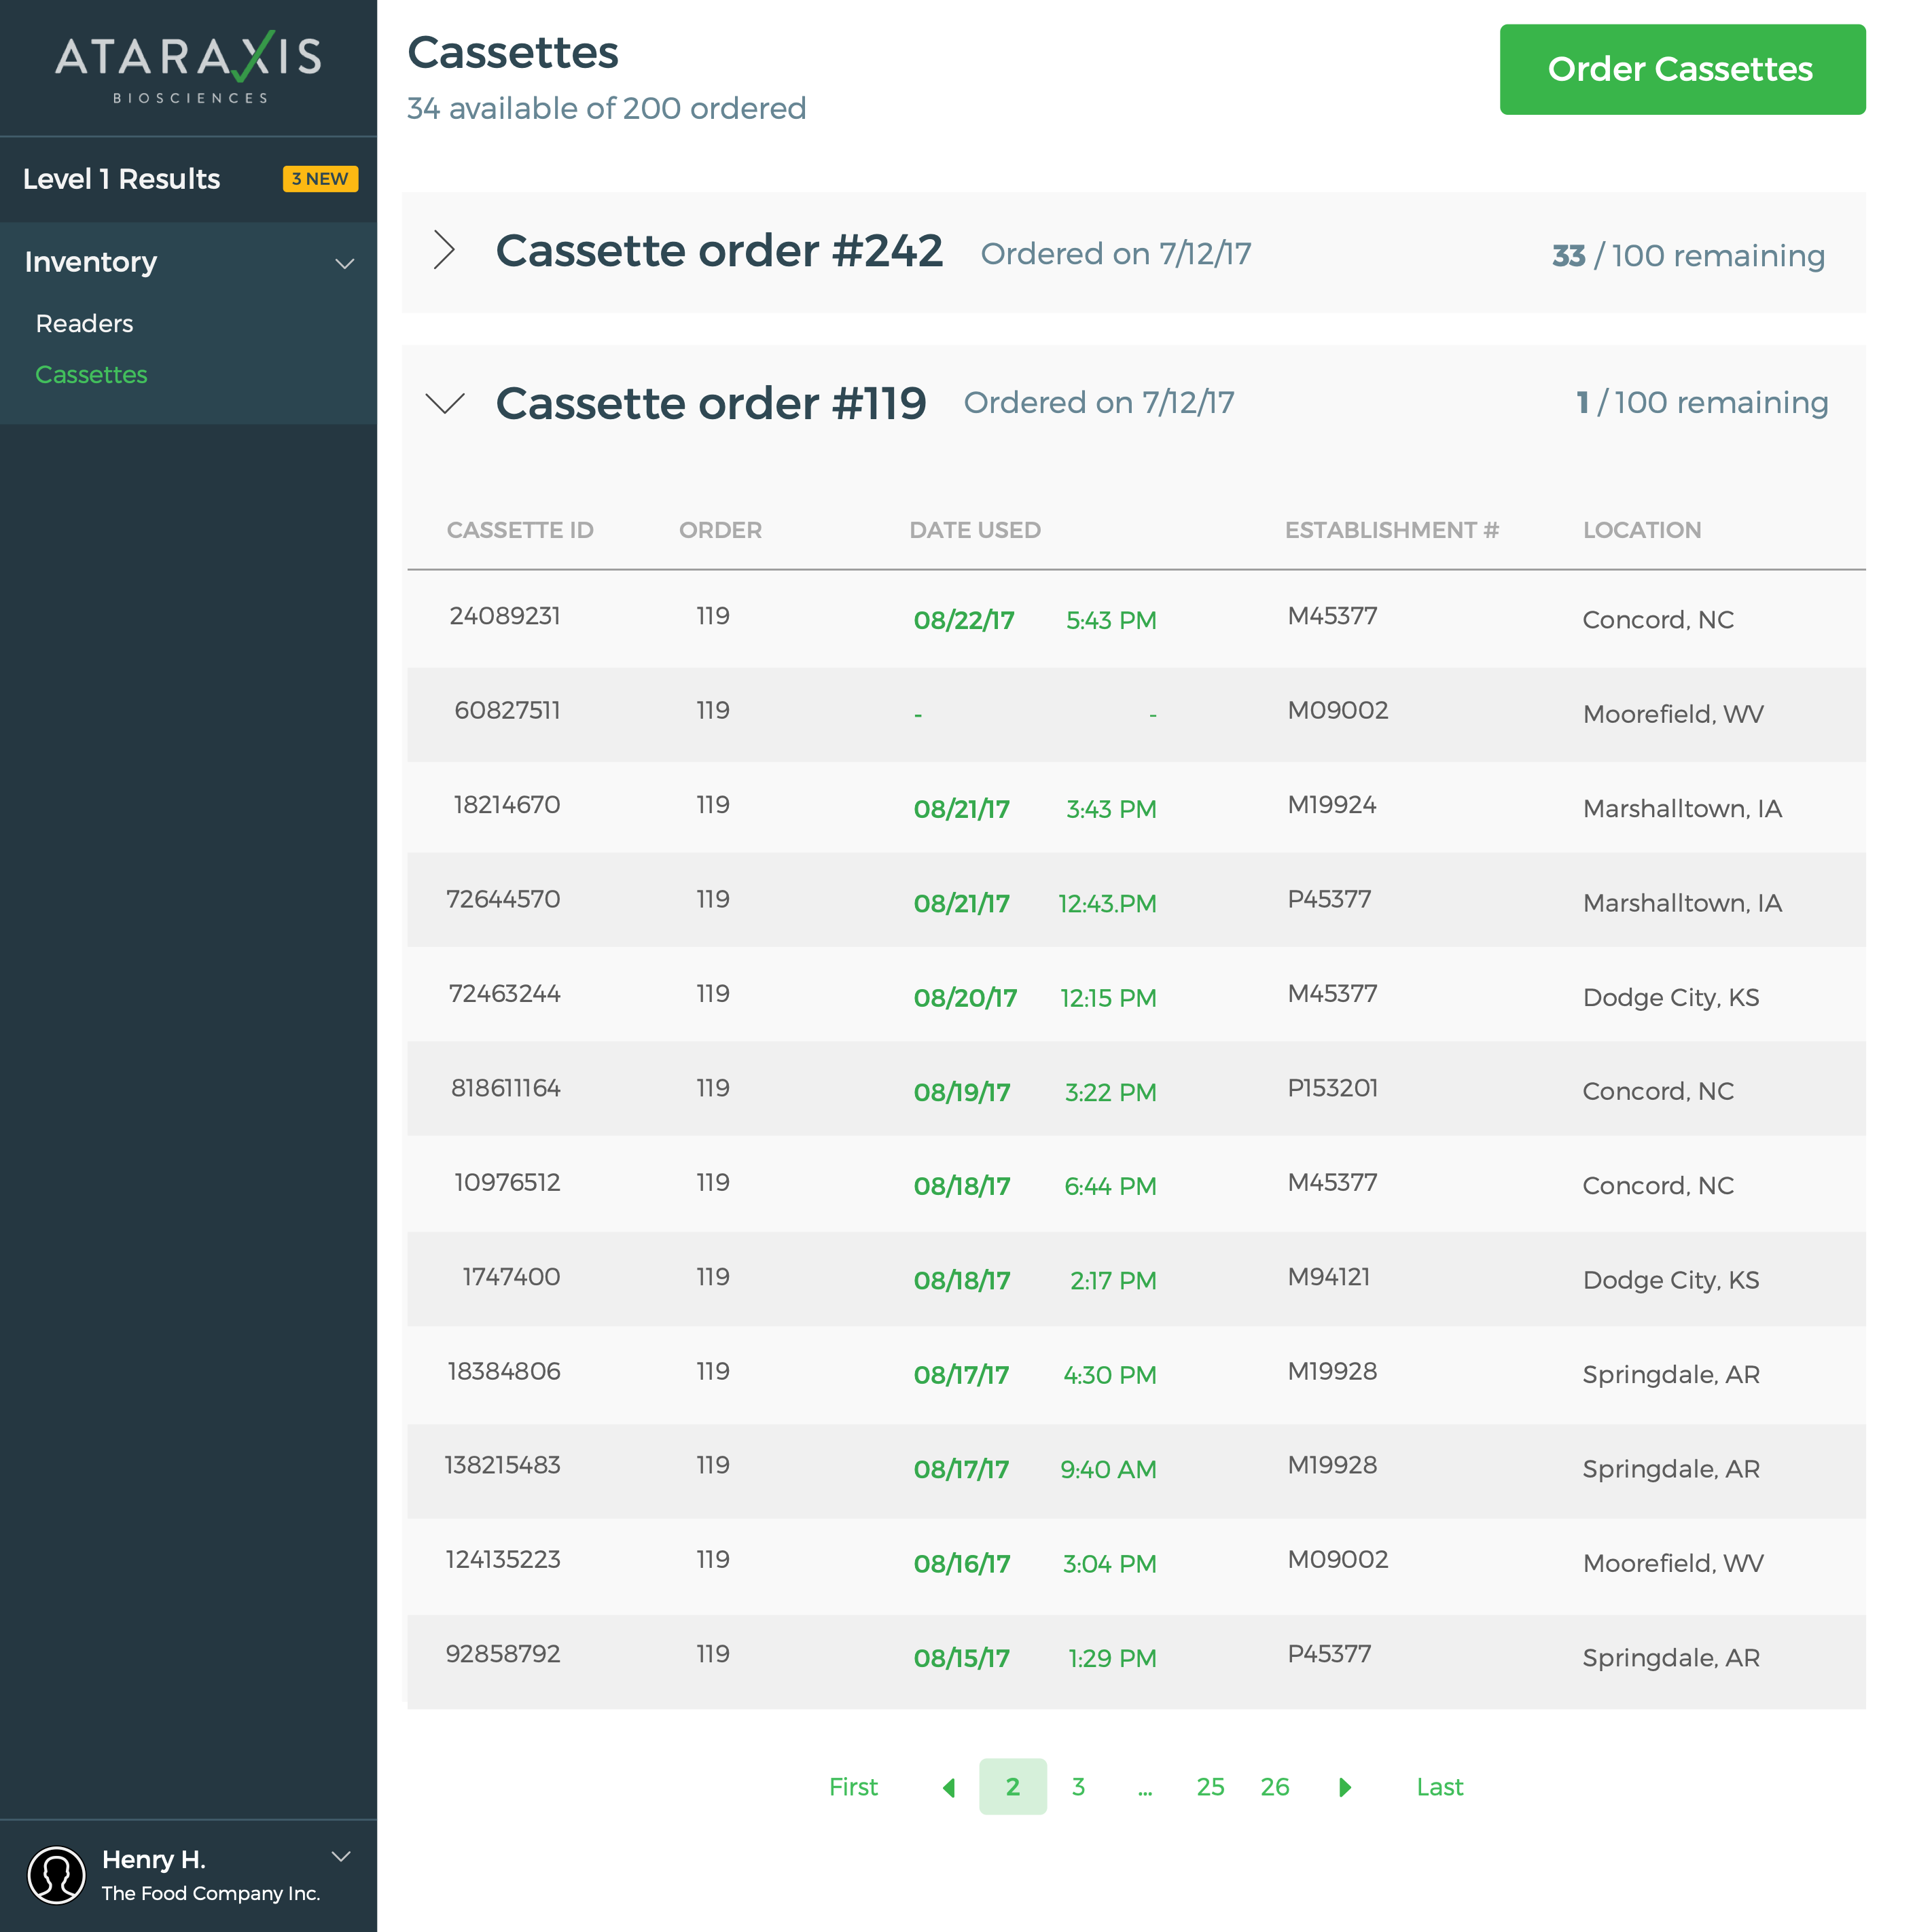 ATARAXIS
BIOSCIENCES
Level 1 Results 3 NEW
Inventory
Readers
Cassettes
Henry H.
The Food Company Inc.
Cassettes
34 available of 200 ordered
Order Cassettes
Cassette order #242 Ordered on 7/12/17 33 / 100 remaining
Cassette order #119 Ordered on 7/12/17 1 / 100 remaining
CASSETTE ID ORDER DATE USED ESTABLISHMENT # LOCATION
24089231 119 08/22/17 5:43 PM M45377 Concord, NC
60827511 119 - - M09002 Moorefield, WV
18214670 119 08/21/17 3:43 PM M19924 Marshalltown, IA
72644570 119 08/21/17 12:43.PM P45377 Marshalltown, IA
72463244 119 08/20/17 12:15 PM M45377 Dodge City, KS
818611164 119 08/19/17 3:22 PM P153201 Concord, NC
10976512 119 08/18/17 6:44 PM M45377 Concord, NC
1747400 119 08/18/17 2:17 PM M94121 Dodge City, KS
18384806 119 08/17/17 4:30 PM M19928 Springdale, AR
138215483 119 08/17/17 9:40 AM M19928 Springdale, AR
124135223 119 08/16/17 3:04 PM M09002 Moorefield, WV
92858792 119 08/15/17 1:29 PM P45377 Springdale, AR
First 2 3 ... 25 26 Last